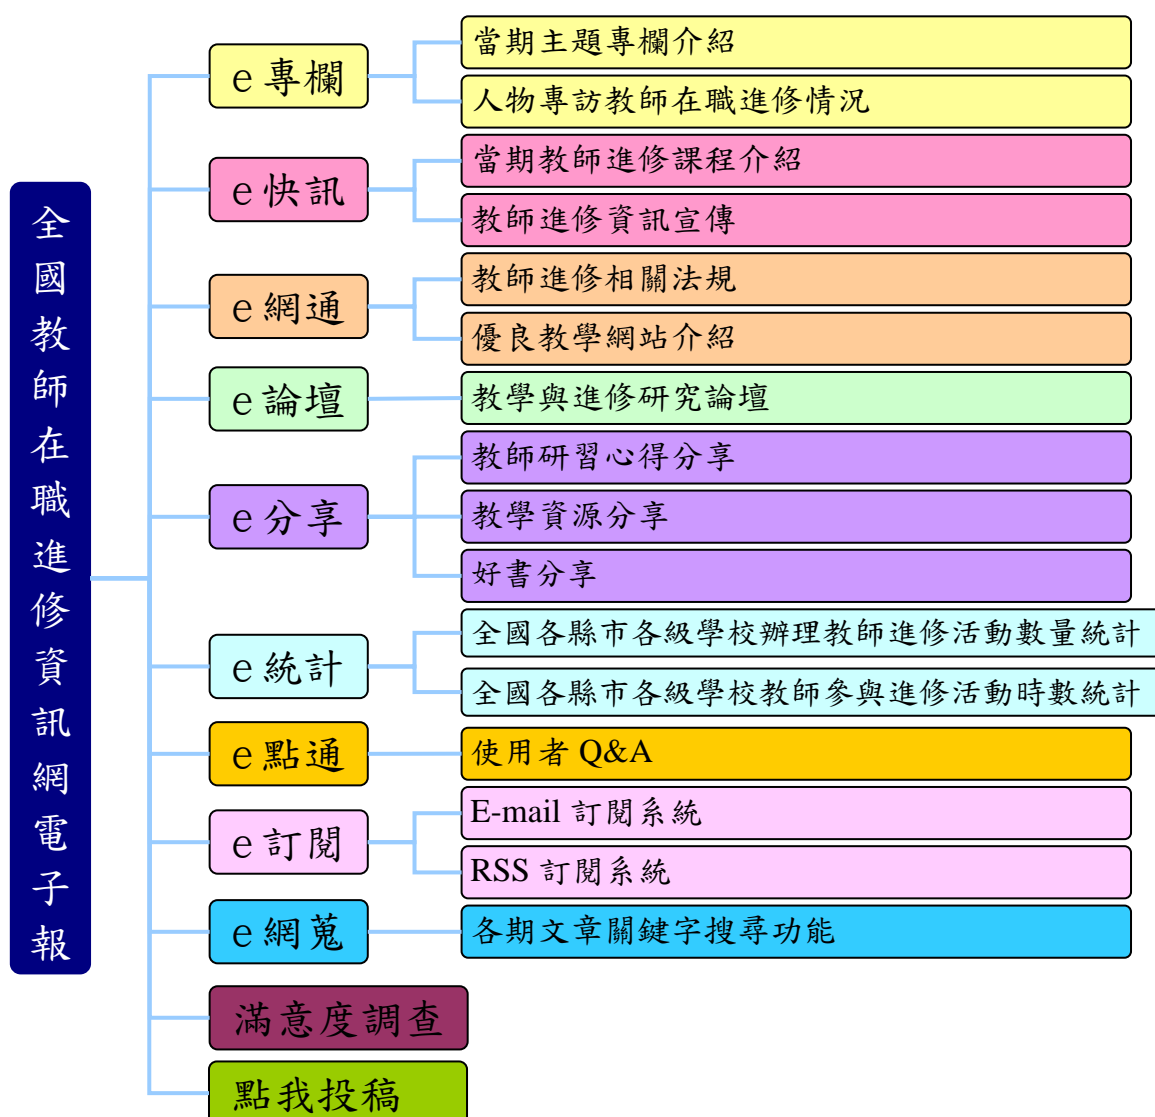 全國教師在職進修資訊網電子報
e專欄
當期主題專欄介紹
人物專訪教師在職進修情況
e快訊
當期教師進修課程介紹
教師進修資訊宣傳
e網通
教師進修相關法規
優良教學網站介紹
e論壇
教學與進修研究論壇
e分享
教師研習心得分享
教學資源分享
好書分享
e統計
全國各縣市各級學校辦理教師進修活動數量統計
全國各縣市各級學校教師參與進修活動時數統計
e點通
使用者 Q&A
e訂閱
E-mail 訂閱系統
RSS 訂閱系統
e網蒐
各期文章關鍵字搜尋功能
滿意度調查
點我投稿